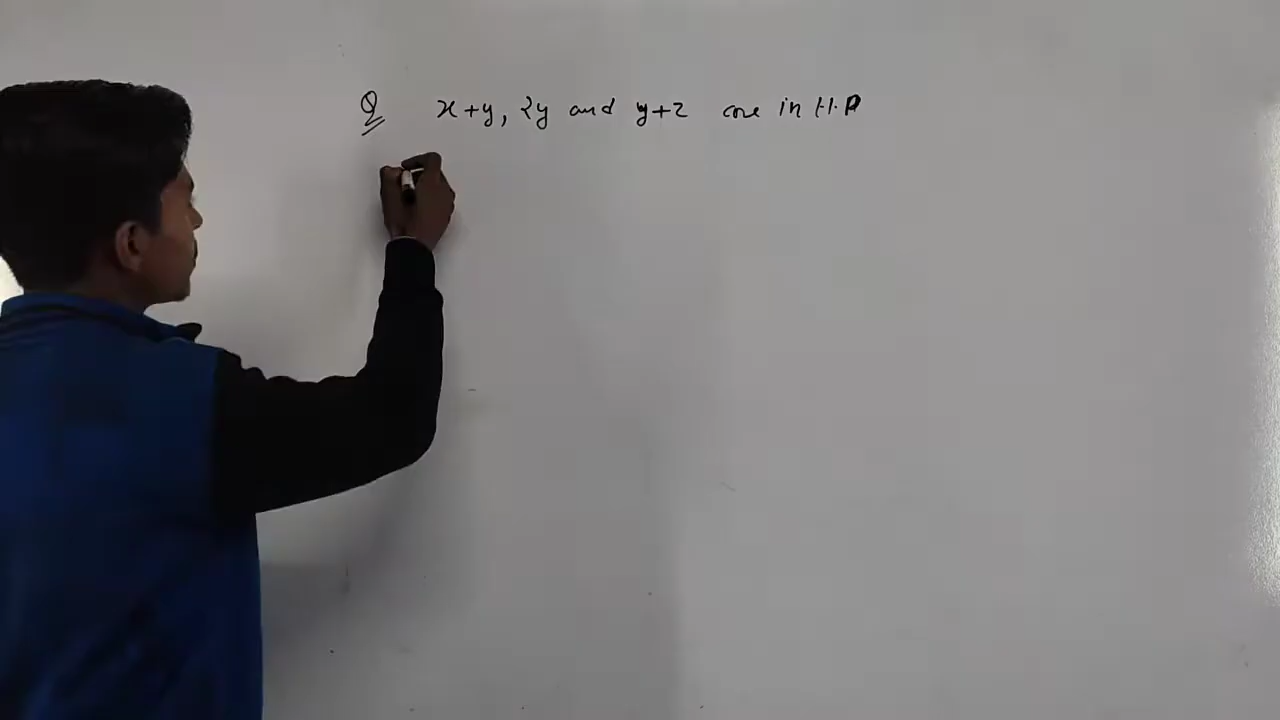 Q x+y, 2y and y+z are in H.P